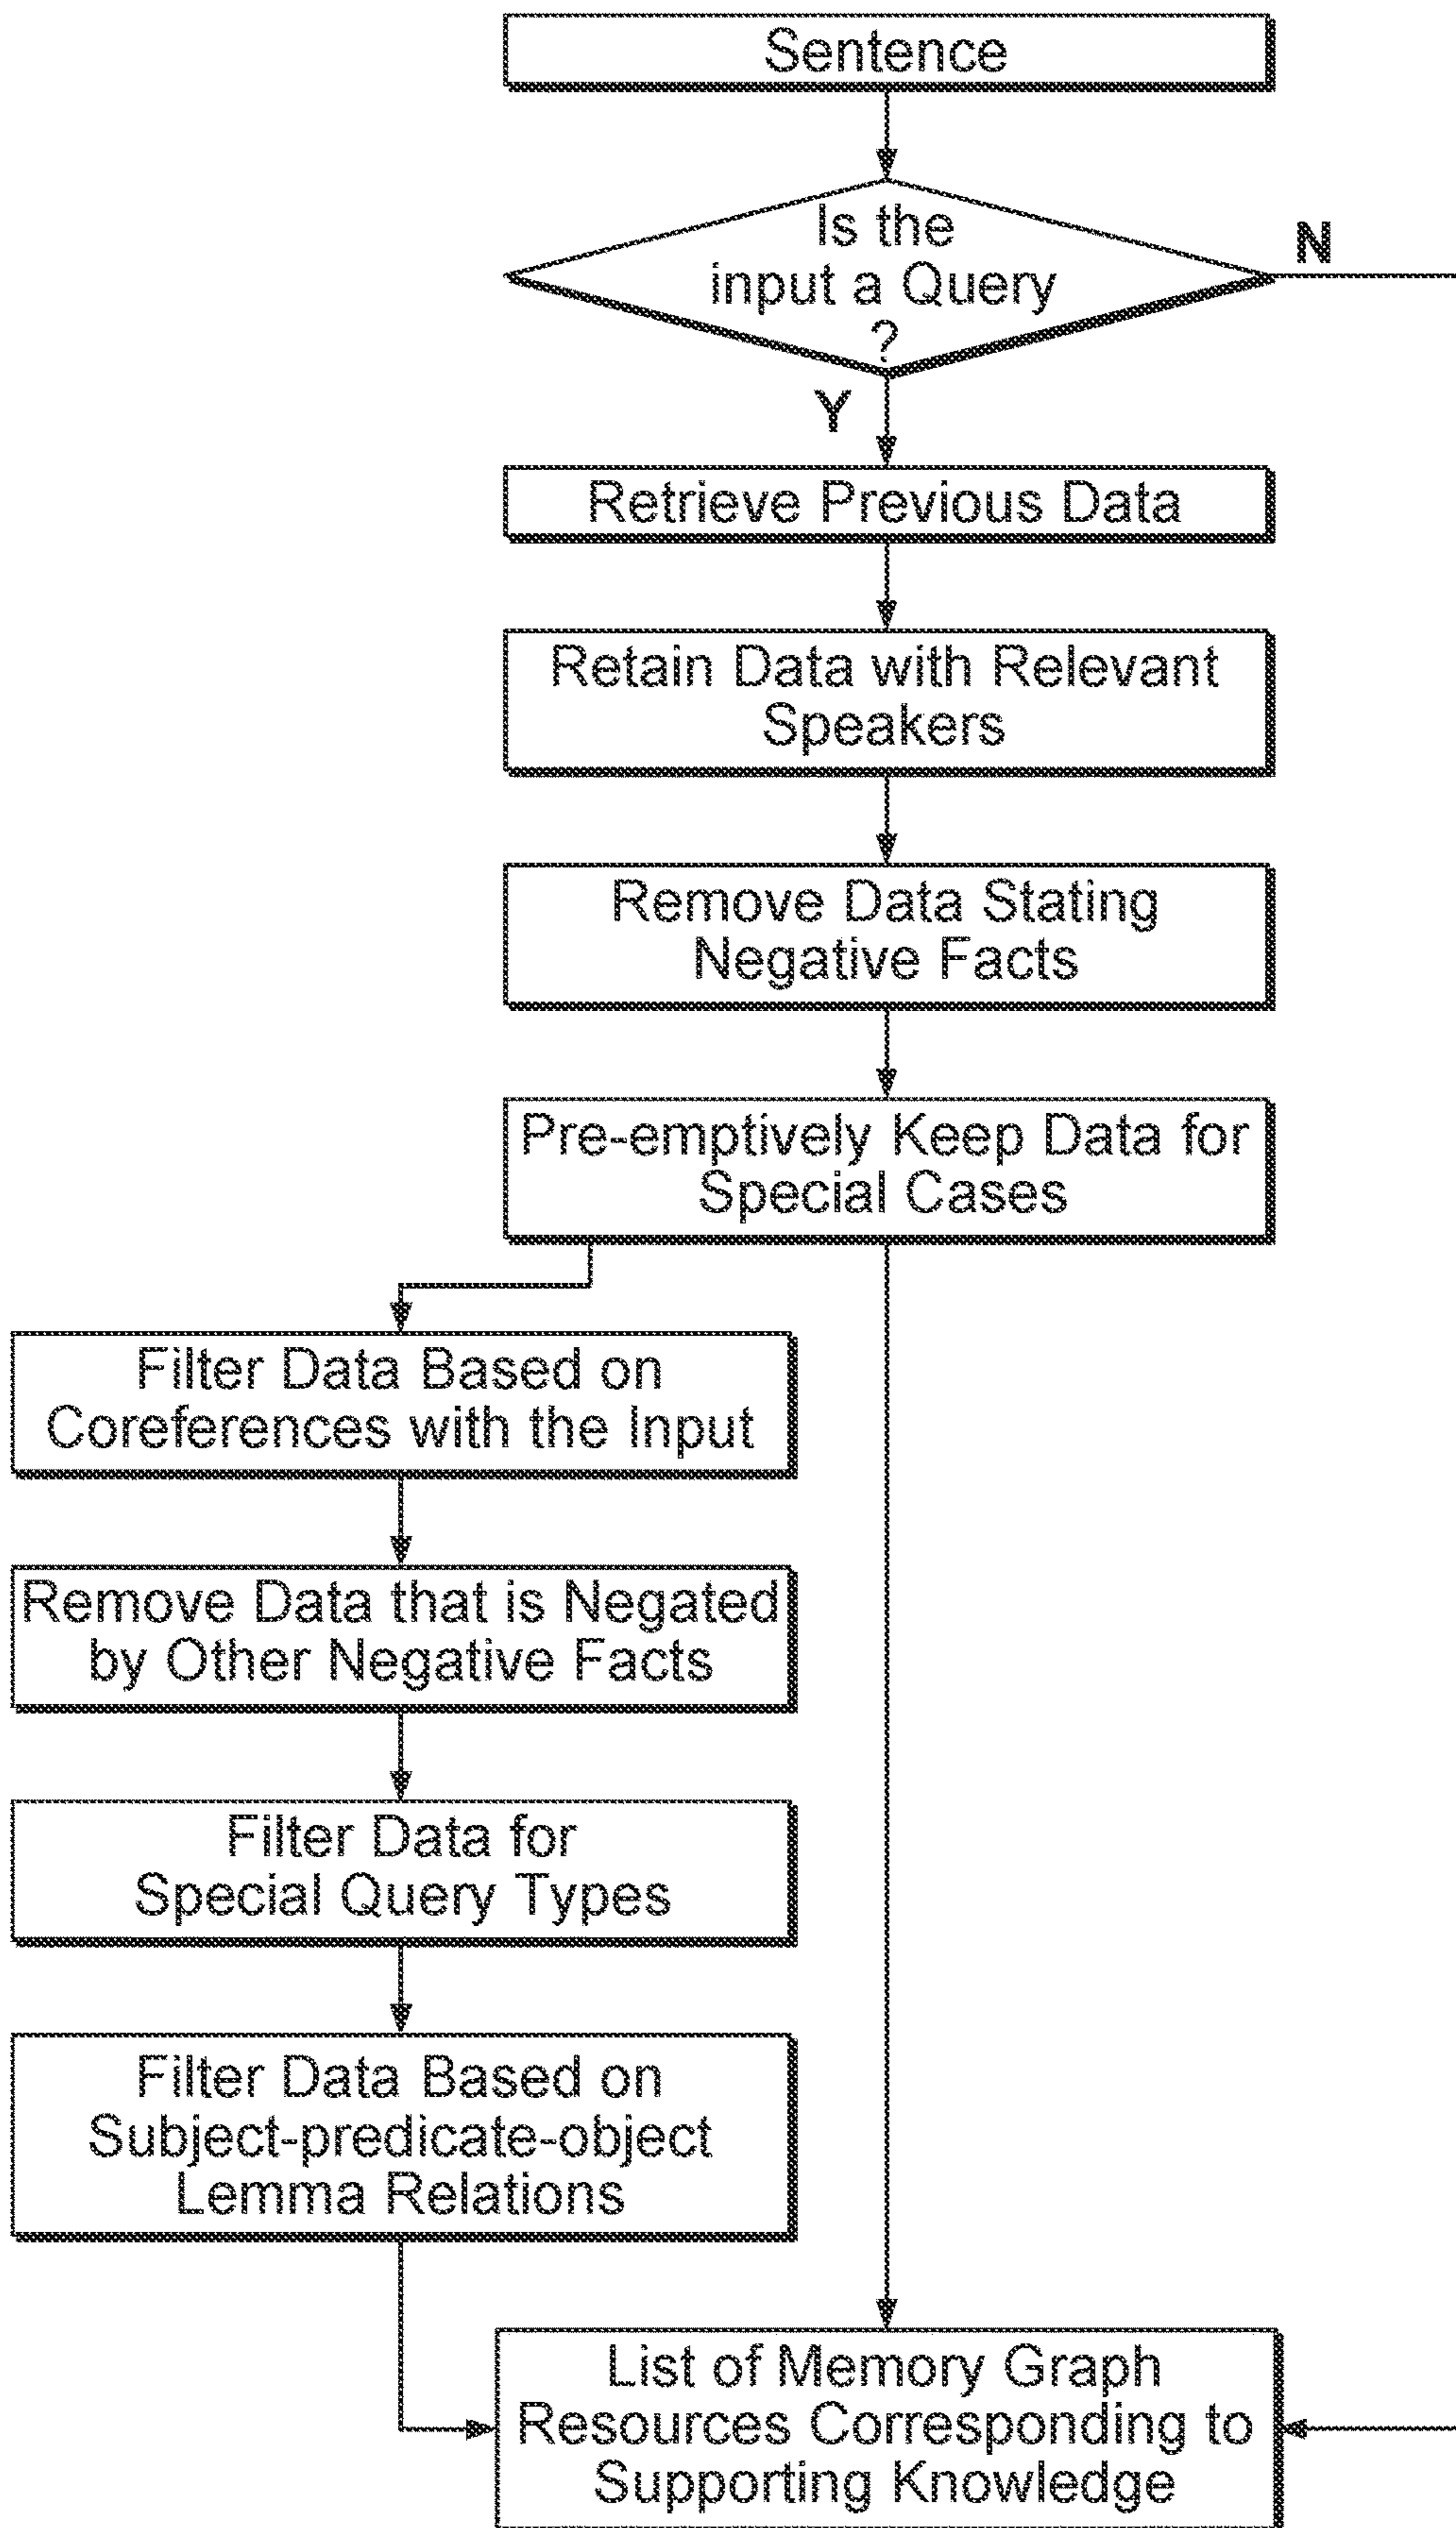 Sentence
Is the
input a Query
?
N
Y
Retrieve Previous Data
Retain Data with Relevant
Speakers
Remove Data Stating
Negative Facts
Pre-emptively Keep Data for
Special Cases
Filter Data Based on
Coreferences with the Input
Remove Data that is Negated
by Other Negative Facts
Filter Data for
Special Query Types
Filter Data Based on
Subject-predicate-object
Lemma Relations
List of Memory Graph
Resources Corresponding to
Supporting Knowledge